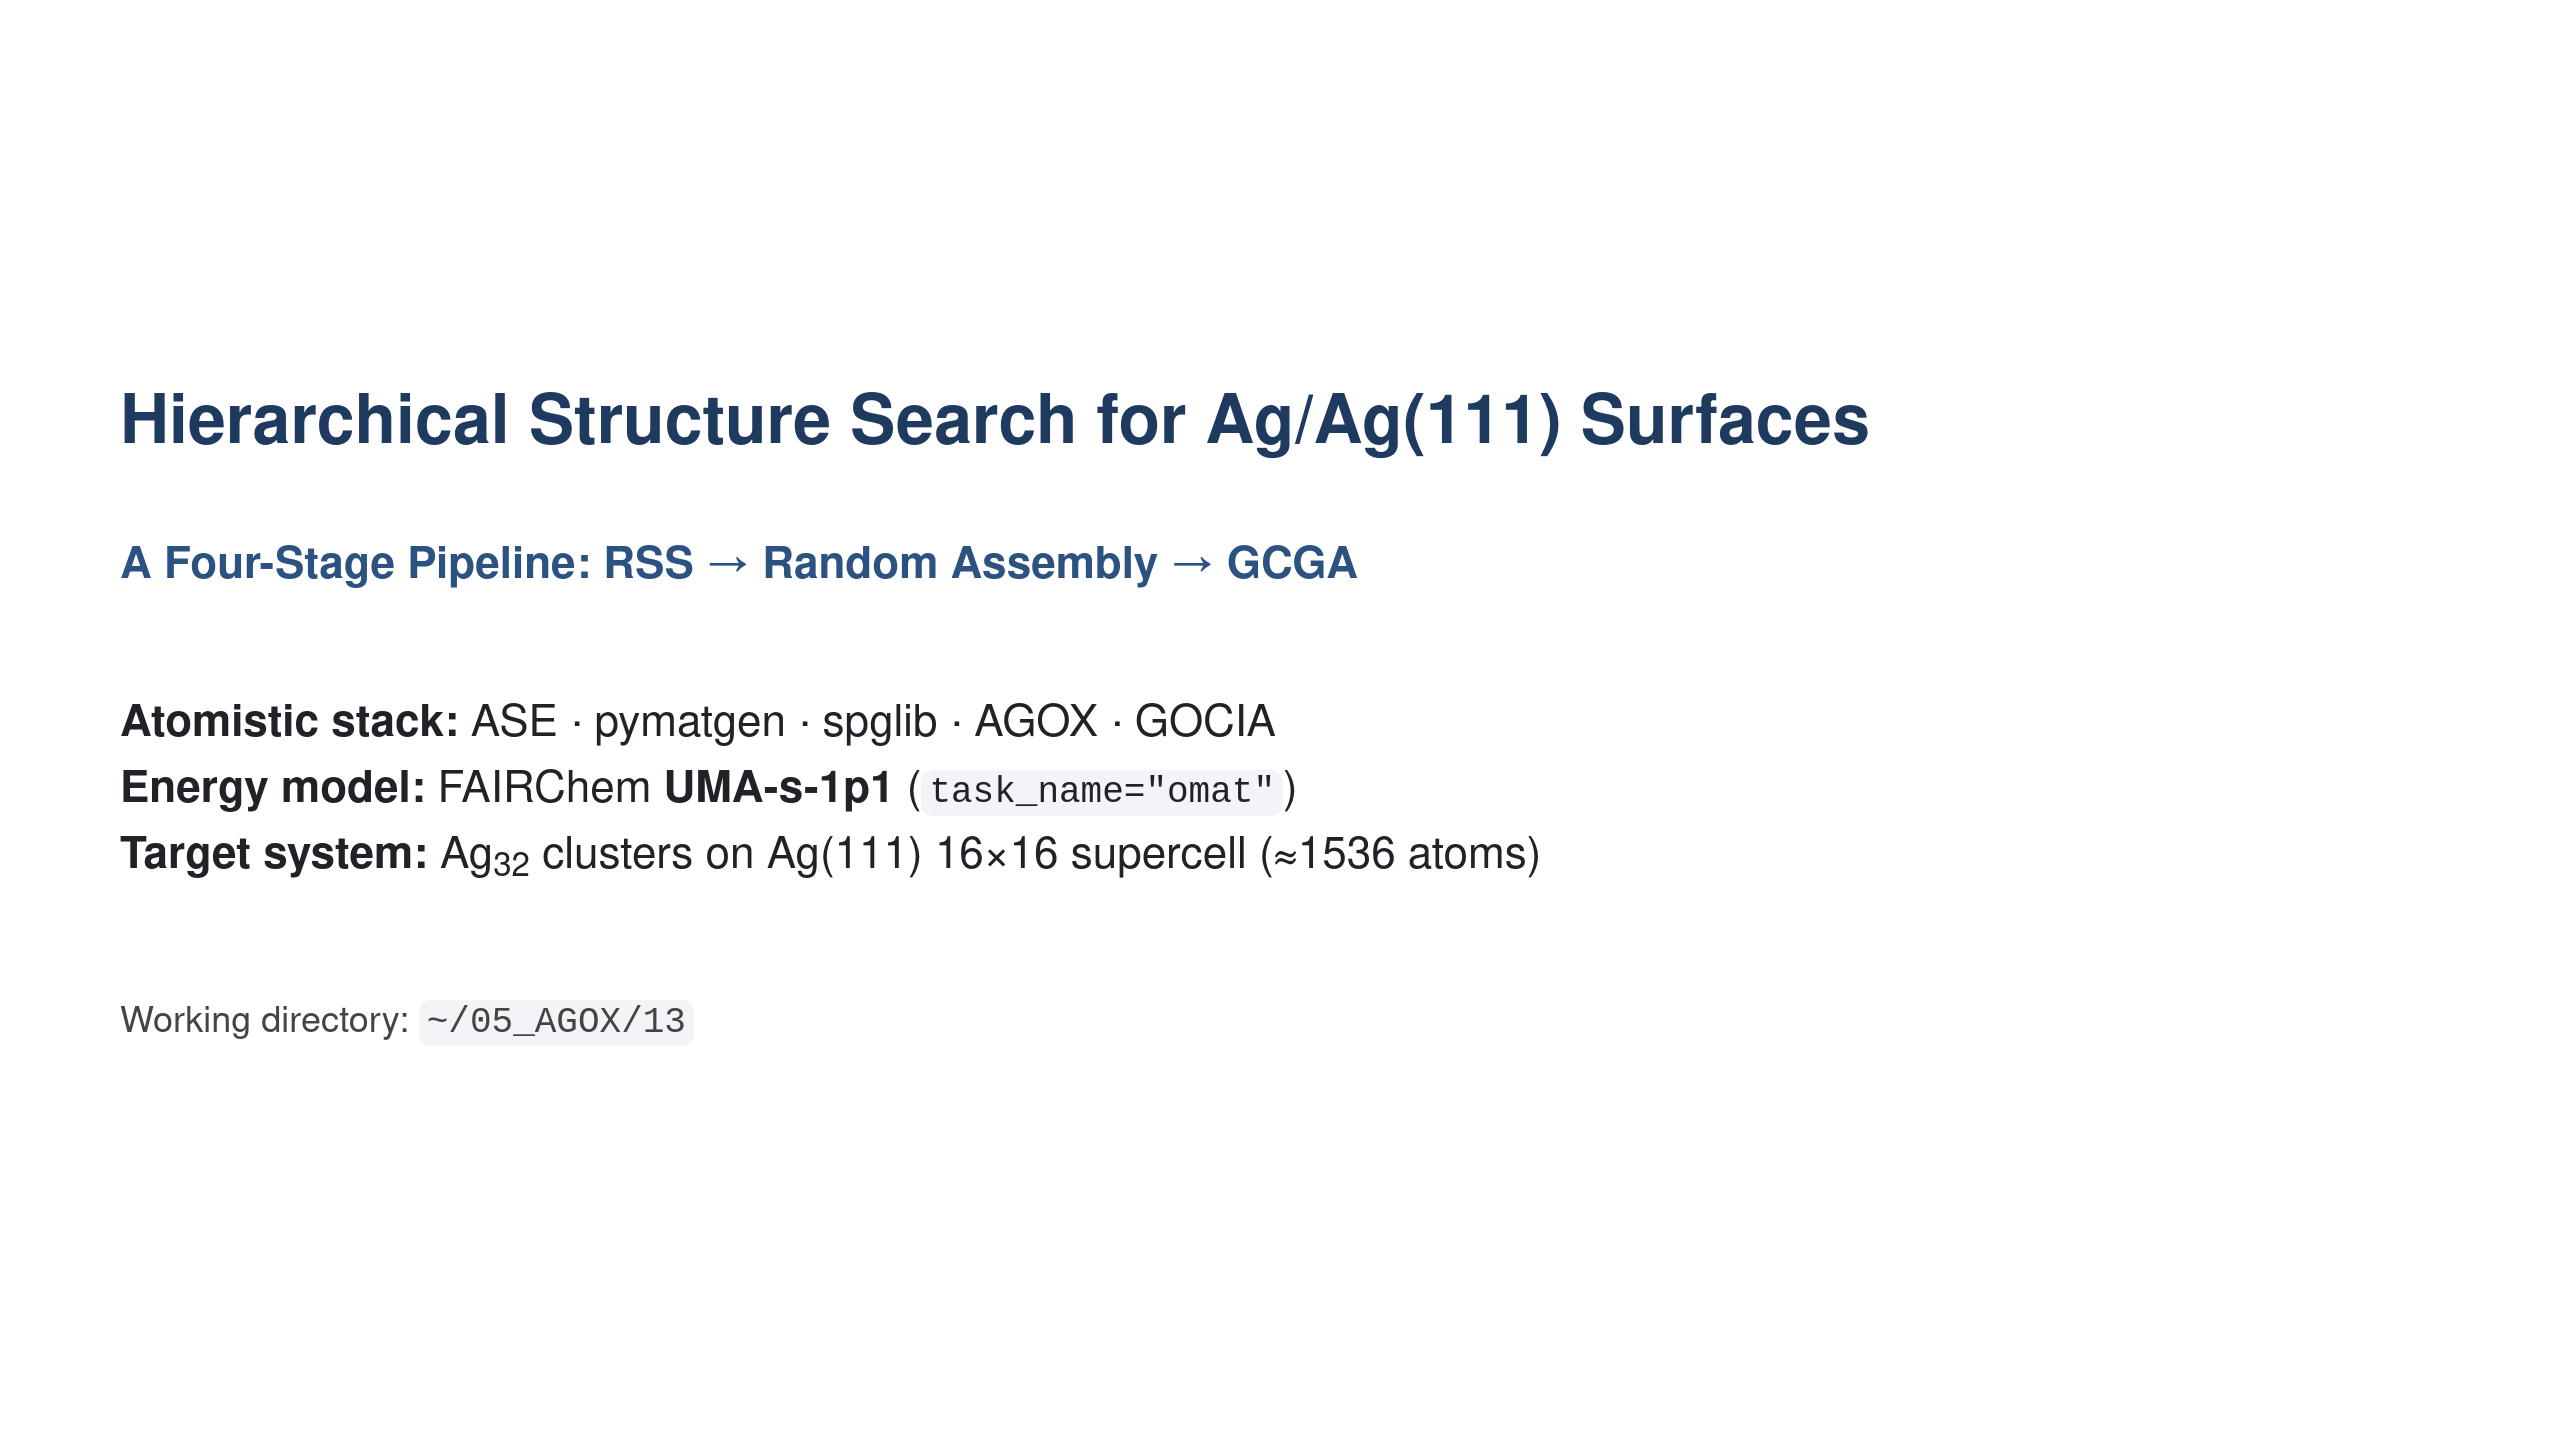 Hierarchical Structure Search for Ag/Ag(111) Surfaces
A Four-Stage Pipeline: RSS → Random Assembly → GCGA
Atomistic stack: ASE · pymatgen · spglib · AGOX · GOCIA
Energy model: FAIRChem UMA-s-1p1 (task_name="omat")
Target system: Ag₃₂ clusters on Ag(111) 16×16 supercell (≈1536 atoms)
Working directory: ~/05_AGOX/13